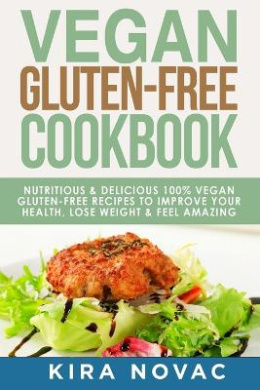 VEGAN
GLUTEN-FREE
COOKBOOK
NUTRITIOUS & DELICIOUS 100% VEGAN
GLUTEN-FREE RECIPES TO IMPROVE YOUR
HEALTH, LOSE WEIGHT & FEEL AMAZING
KIRA NOVAC